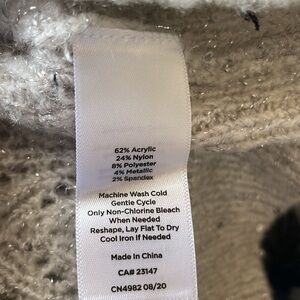 62% Acrylic
24% Nylon
8% Polyester
4% Metallic
2% Spandex
Machine Wash Cold
Gentle Cycle
Only Non-Chlorine Bleach
When Needed
Reshape, Lay Flat To Dry
Cool Iron if Needed
Made in China
CA# 23147
CN4982 08/20